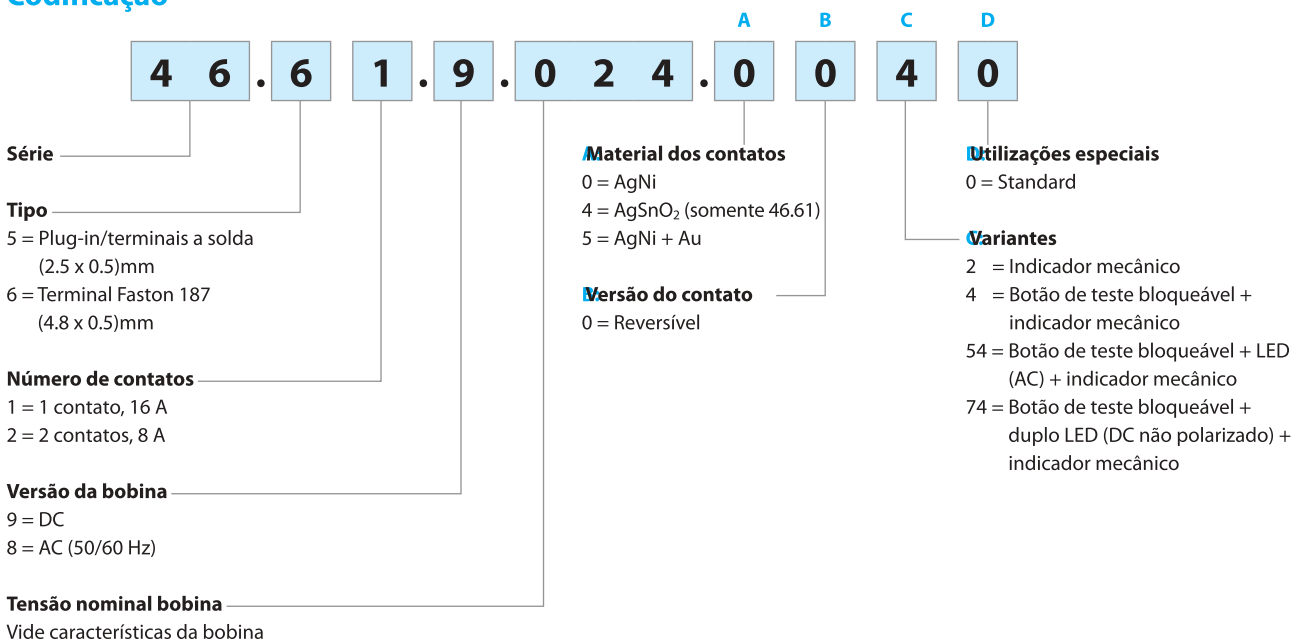 Codificação
A B C D
4 6 . 6 1 . 9 . 0 2 4 . 0 0 4 0
Série
Tipo
5 = Plug-in/terminais a solda
(2.5 x 0.5)mm
6 = Terminal Faston 187
(4.8 x 0.5)mm
Número de contatos
1 = 1 contato, 16 A
2 = 2 contatos, 8 A
Versão da bobina
9 = DC
8 = AC (50/60 Hz)
Tensão nominal bobina
Vide características da bobina
A: Material dos contatos
0 = AgNi
4 = AgSnO₂ (somente 46.61)
5 = AgNi + Au
B: Versão do contato
0 = Reversível
D: Utilizações especiais
0 = Standard
C: Variantes
2 = Indicador mecânico
4 = Botão de teste bloqueável +
indicador mecânico
54 = Botão de teste bloqueável + LED
(AC) + indicador mecânico
74 = Botão de teste bloqueável +
duplo LED (DC não polarizado) +
indicador mecânico